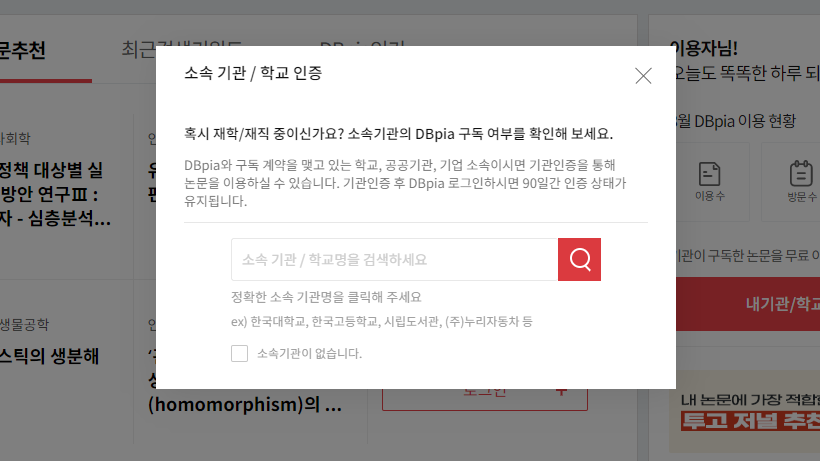 문추천
소속 기관 / 학교 인증
이용자님!
오늘도 똑똑한 하루 되
혹시 재학/재직 중이신가요? 소속기관의 DBpia 구독 여부를 확인해 보세요.
DBpia와 구독 계약을 맺고 있는 학교, 공공기관, 기업 소속이시면 기관인증을 통해
논문을 이용하실 수 있습니다. 기관인증 후 DBpia 로그인하시면 90일간 인증 상태가
유지됩니다.
소속 기관 / 학교명을 검색하세요
정확한 소속 기관명을 클릭해 주세요
ex) 한국대학교, 한국고등학교, 시립도서관, (주)누리자동차 등
소속기관이 없습니다.
사회학
정책 대상별 실
방안 연구Ⅲ :
자 - 심층분석...
생물공학
스틱의 생분해
(homomorphism)의 ...
로그인 +
월 DBpia 이용 현황
이용 수
방문 수
기관이 구독한 논문을 무료 이
내기관/학교
내 논문에 가장 적합한
투고 저널 추천